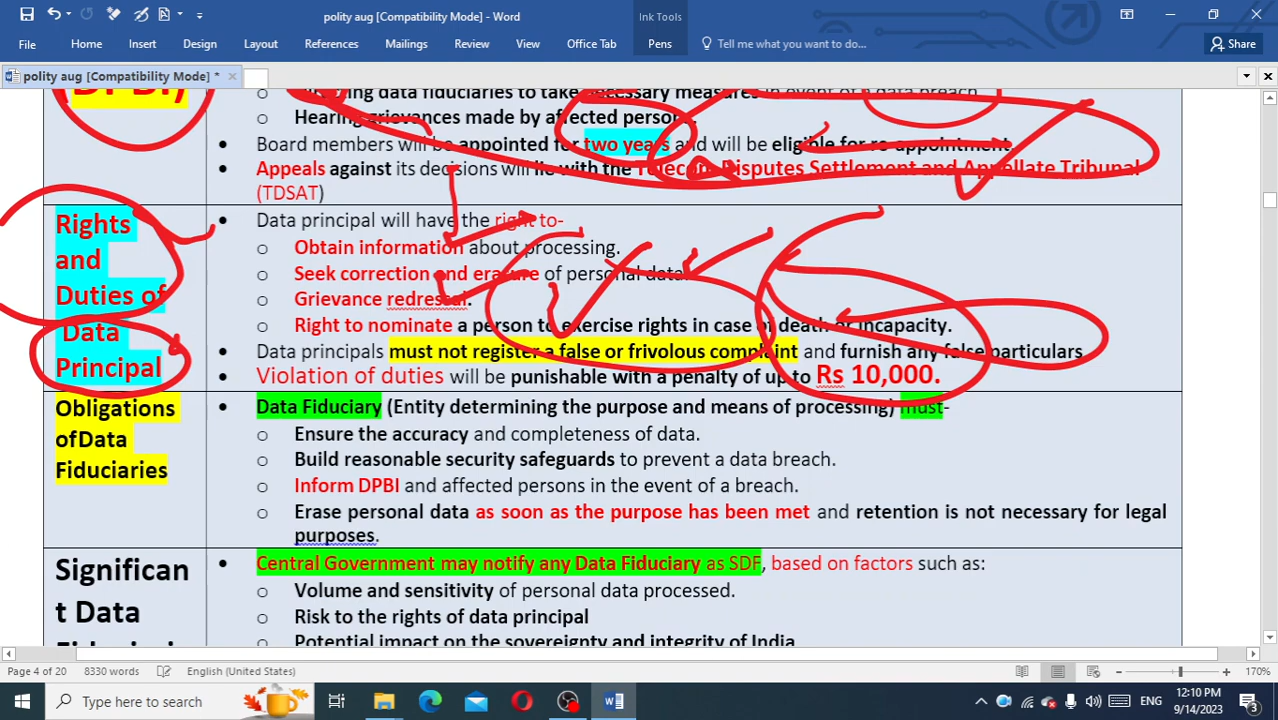 polity aug [Compatibility Mode] - Word
Ink Tools
File Home Insert Design Layout References Mailings Review View Office Tab Pens Tell me what you want to do... Share
polity aug [Compatibility Mode] *
data fiduciaries to take necessary measures in event of a data breach
Hearing grievances made by affected persons.
Board members will be appointed for two years and will be eligible for re-appointment.
Appeals against its decisions will lie with the Telecom Disputes Settlement and Appellate Tribunal
(TDSAT)
Rights
and
Duties of
Data
Principal
Data principal will have the right to-
Obtain information about processing.
Seek correction and erasure of personal data.
Grievance redressal.
Right to nominate a person to exercise rights in case of death or incapacity.
Data principals must not register a false or frivolous complaint and furnish any false particulars
Violation of duties will be punishable with a penalty of up to Rs 10,000.
Obligations
ofData
Fiduciaries
Data Fiduciary (Entity determining the purpose and means of processing) must-
Ensure the accuracy and completeness of data.
Build reasonable security safeguards to prevent a data breach.
Inform DPBI and affected persons in the event of a breach.
Erase personal data as soon as the purpose has been met and retention is not necessary for legal
purposes.
Significan
t Data
Central Government may notify any Data Fiduciary as SDF, based on factors such as:
Volume and sensitivity of personal data processed.
Risk to the rights of data principal
Potential impact on the sovereignty and integrity of India
Page 4 of 20 8330 words English (United States) 170%
Type here to search
ENG
12:10 PM
9/14/2023
3